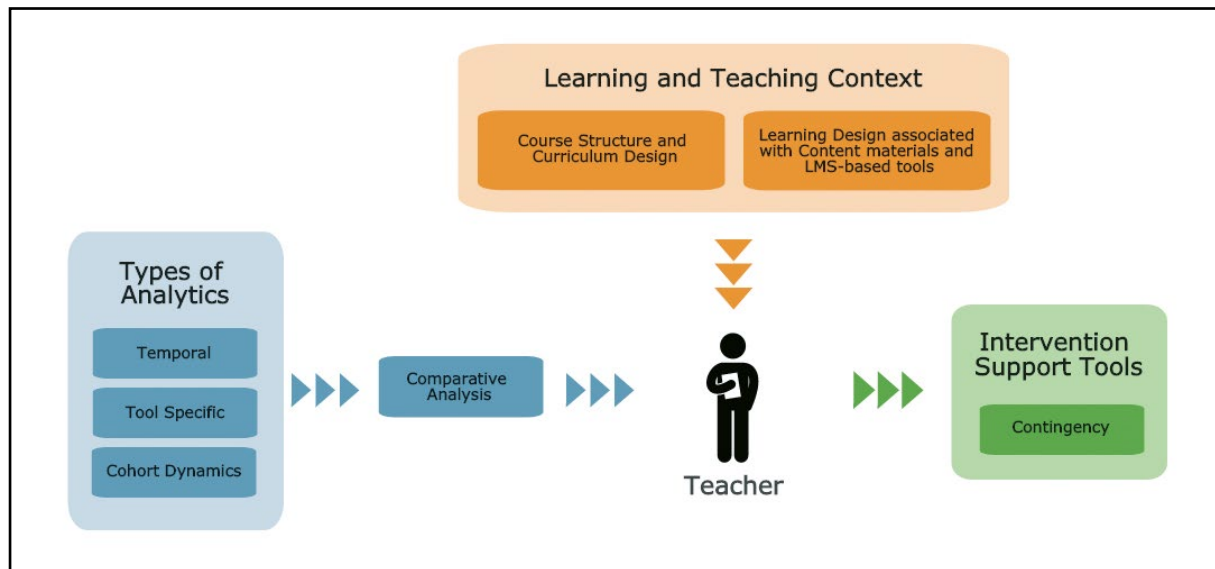 Learning and Teaching Context
Course Structure and
Curriculum Design
Learning Design associated
with Content materials and
LMS-based tools
Types of
Analytics
Temporal
Tool Specific
Cohort Dynamics
Comparative
Analysis
Teacher
Intervention
Support Tools
Contingency